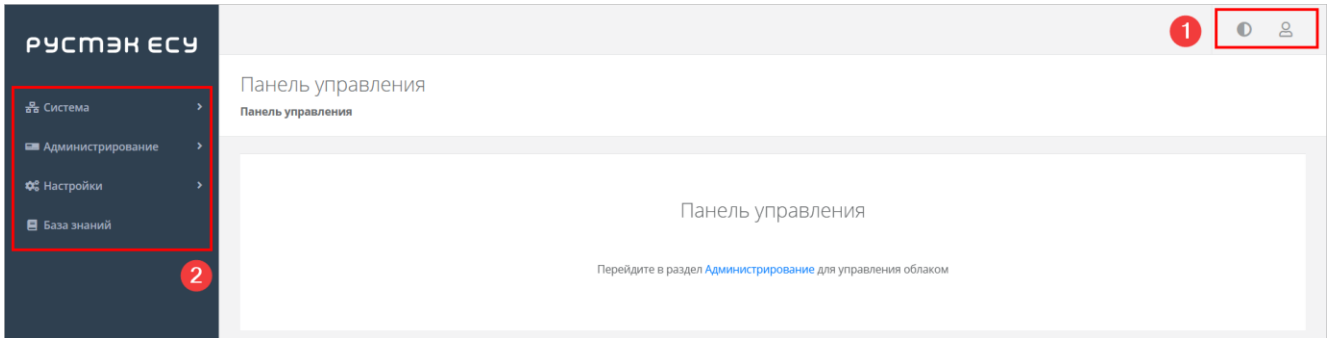 РУСТЭК ЕСУ
1
Панель управления
Панель управления
Система
Администрирование
Настройки
База знаний
2
Панель управления
Перейдите в раздел Администрирование для управления облаком